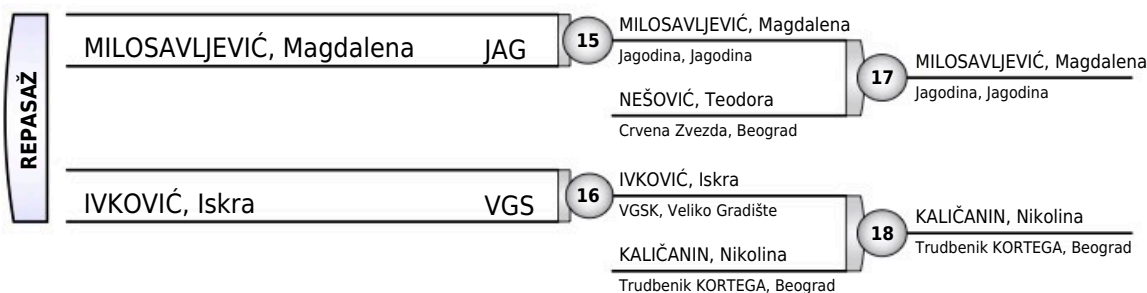 REPASAŽ
MILOSAVLJEVIĆ, Magdalena JAG
15
MILOSAVLJEVIĆ, Magdalena
Jagodina, Jagodina
NEŠOVIĆ, Teodora
Crvena Zvezda, Beograd
17
MILOSAVLJEVIĆ, Magdalena
Jagodina, Jagodina
IVKOVIĆ, Iskra VGS
16
IVKOVIĆ, Iskra
VGSK, Veliko Gradište
KALIČANIN, Nikolina
Trudbenik KORTEGA, Beograd
18
KALIČANIN, Nikolina
Trudbenik KORTEGA, Beograd